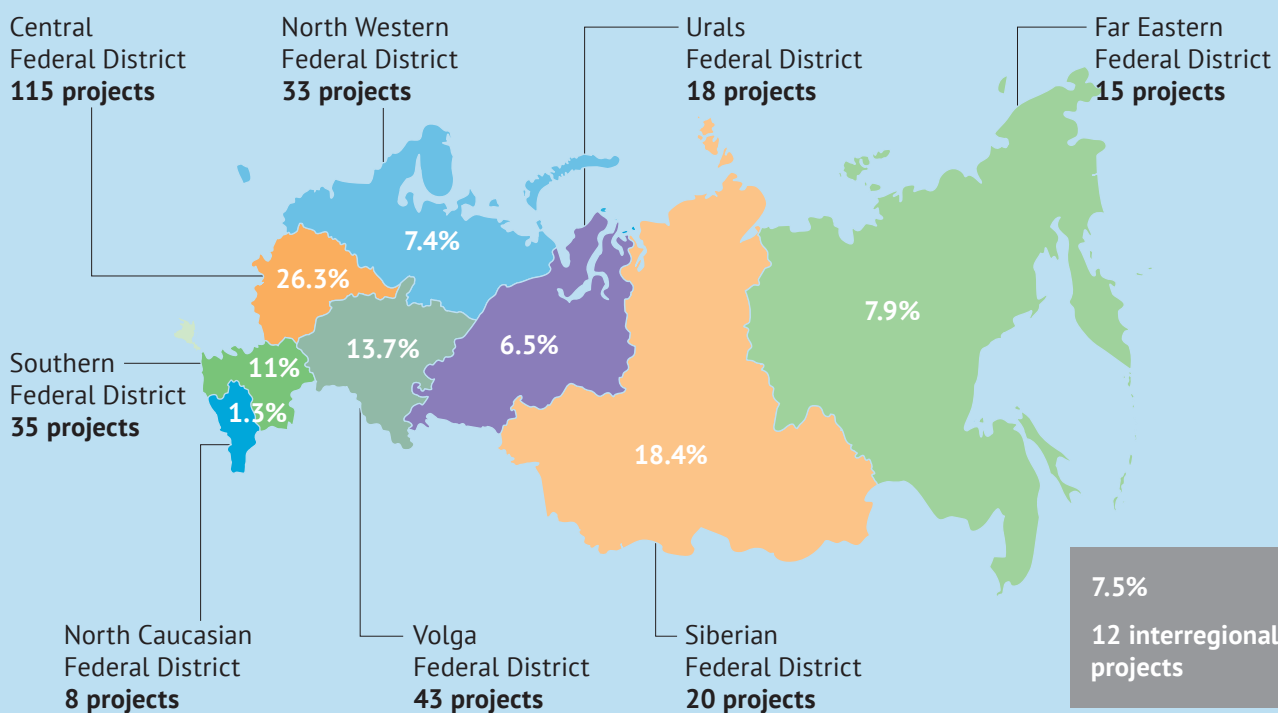 Central
Federal District
115 projects
North Western
Federal District
33 projects
Urals
Federal District
18 projects
Far Eastern
Federal District
15 projects
7.4%
26.3%
7.9%
13.7%
6.5%
11%
1.3%
18.4%
Southern
Federal District
35 projects
North Caucasian
Federal District
8 projects
Volga
Federal District
43 projects
Siberian
Federal District
20 projects
7.5%
12 interregional
projects